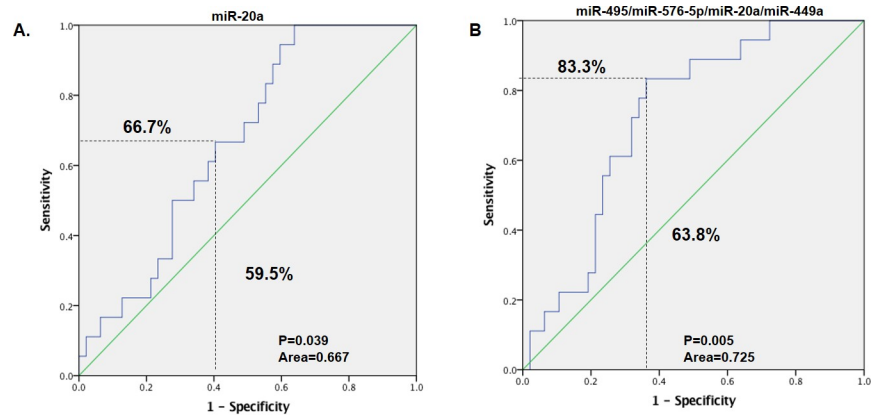 A.
miR-20a
1.0
0.8
0.6
0.4
0.2
0.0
Sensitivity
66.7%
59.5%
P=0.039
Area=0.667
0.0 0.2 0.4 0.6 0.8 1.0
1 - Specificity
B
miR-495/miR-576-5p/miR-20a/miR-449a
1.0
0.8
0.6
0.4
0.2
0.0
Sensitivity
83.3%
63.8%
P=0.005
Area=0.725
0.0 0.2 0.4 0.6 0.8 1.0
1 - Specificity